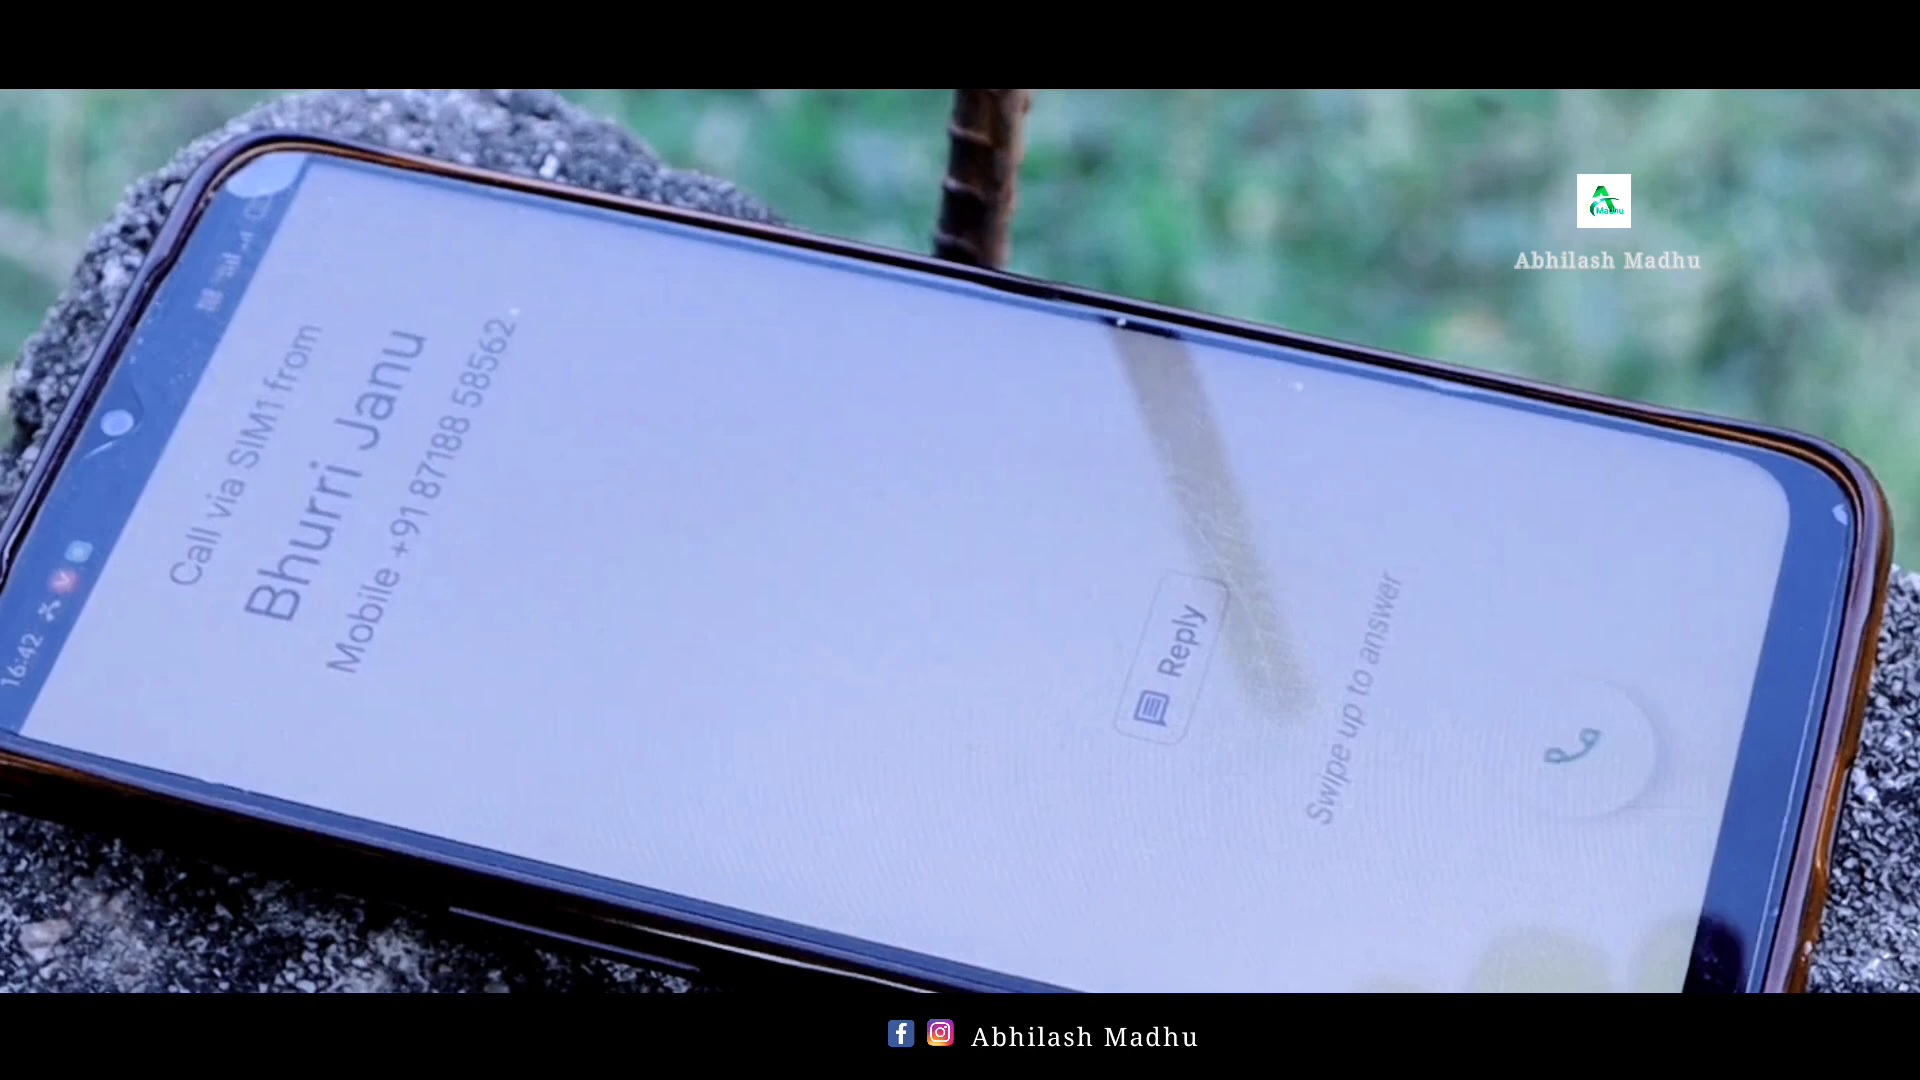 Madhu
Abhilash Madhu
16:42
Call via SIM1 from
Bhurri Janu
Mobile +91 87188 58562
Reply
Swipe up to answer
Abhilash Madhu